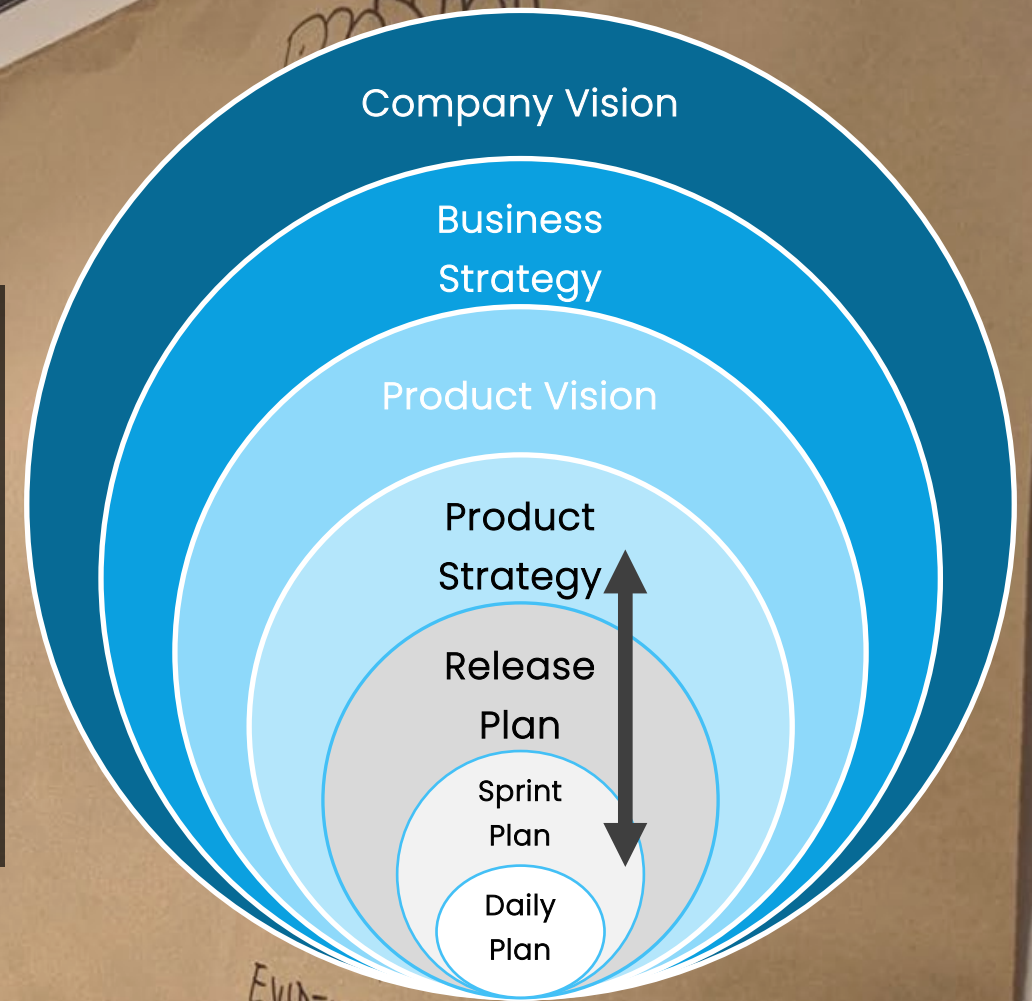 Company Vision
Business
Strategy
Product Vision
Product
Strategy
Release
Plan
Sprint
Plan
Daily
Plan